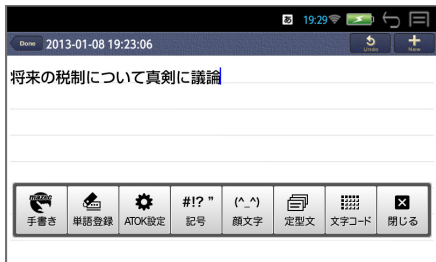 あ 19:29
Done 2013-01-08 19:23:06 Undo New
将来の税制について真剣に議論
mazec #!? " (^_^)
手書き 単語登録 ATOK設定 記号 顔文字 定型文 文字コード 閉じる